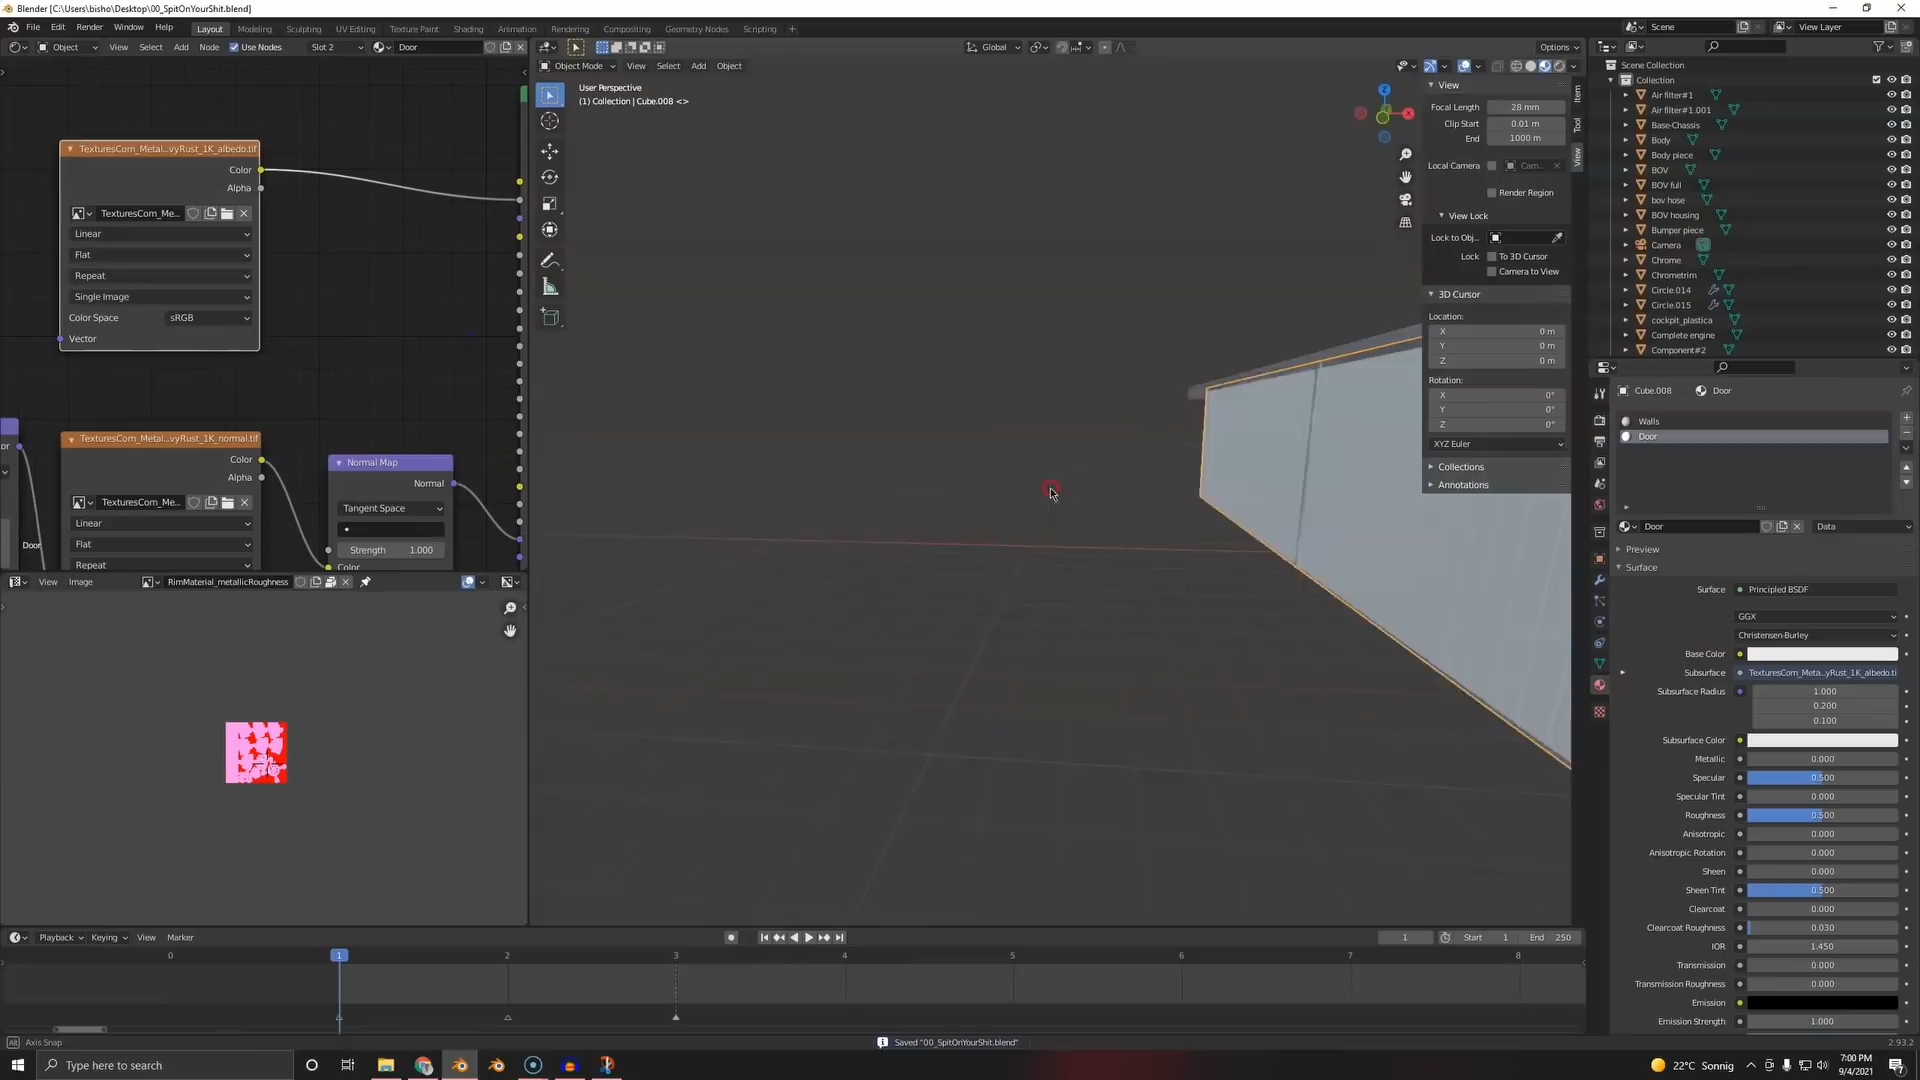 Blender [C:\Users\bisho\Desktop\00_SpitOnYourShit.blend]
File Edit Render Window Help Layout Modeling Sculpting UV Editing Texture Paint Shading Animation Rendering Compositing Geometry Nodes Scripting + Scene View Layer
Object View Select Add Node Use Nodes Slot 2 Door Global Options
Object Mode View Select Add Object
User Perspective
(1) Collection | Cube.008 <>
TexturesCom_Metal...vyRust_1K_albedo.tif
Color
Alpha
TexturesCom_Me...
Linear
Flat
Repeat
Single Image
Color Space sRGB
Vector
TexturesCom_Metal...vyRust_1K_normal.tif
Color
Alpha
TexturesCom_Me...
Linear
Flat
Repeat
Door
Normal Map
Normal
Tangent Space
Strength 1.000
Color
View Image RimMaterial_metallicRoughness
View
Focal Length 28 mm
Clip Start 0.01 m
End 1000 m
Local Camera Cam...
Render Region
View Lock
Lock to Obj...
Lock To 3D Cursor
Camera to View
3D Cursor
Location:
X 0 m
Y 0 m
Z 0 m
Rotation:
X 0°
Y 0°
Z 0°
XYZ Euler
Collections
Annotations
Item
Tool
View
Scene Collection
Collection
Air filter#1
Air filter#1.001
Base-Chassis
Body
Body piece
BOV
BOV full
bov hose
BOV housing
Bumper piece
Camera
Chrome
Chrometrim
Circle.014
Circle.015
cockpit_plastica
Complete engine
Component#2
Cube.008 Door
Walls
Door
Door Data
Preview
Surface
Surface Principled BSDF
GGX
Christensen-Burley
Base Color
Subsurface TexturesCom_Meta...yRust_1K_albedo.ti
Subsurface Radius 1.000
0.200
0.100
Subsurface Color
Metallic 0.000
Specular 0.500
Specular Tint 0.000
Roughness 0.500
Anisotropic 0.000
Anisotropic Rotation 0.000
Sheen 0.000
Sheen Tint 0.500
Clearcoat 0.000
Clearcoat Roughness 0.030
IOR 1.450
Transmission 0.000
Transmission Roughness 0.000
Emission
Emission Strength 1.000
Playback Keying View Marker 1 Start 1 End 250
0 1 2 3 4 5 6 7 8
Axis Snap Saved "00_SpitOnYourShit.blend" 2.93.2
Type here to search 22°C Sonnig 7:00 PM
9/4/2021